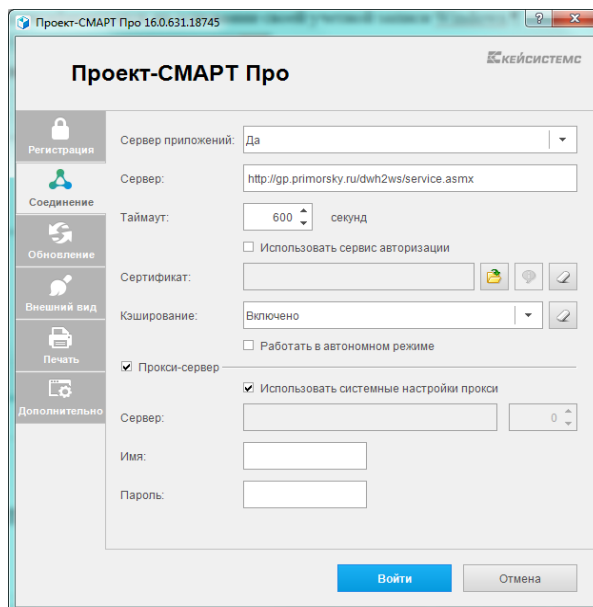 Проект-СМАРТ Про 16.0.631.18745
Проект-СМАРТ Про
КЕЙСИСТЕМС
Регистрация
Соединение
Обновление
Внешний вид
Печать
Дополнительно
Сервер приложений: Да
Сервер: http://gp.primorsky.ru/dwh2ws/service.asmx
Таймаут: 600 секунд
Использовать сервис авторизации
Сертификат:
Кэширование: Включено
Работать в автономном режиме
Прокси-сервер
Использовать системные настройки прокси
Сервер: 0
Имя:
Пароль:
Войти Отмена